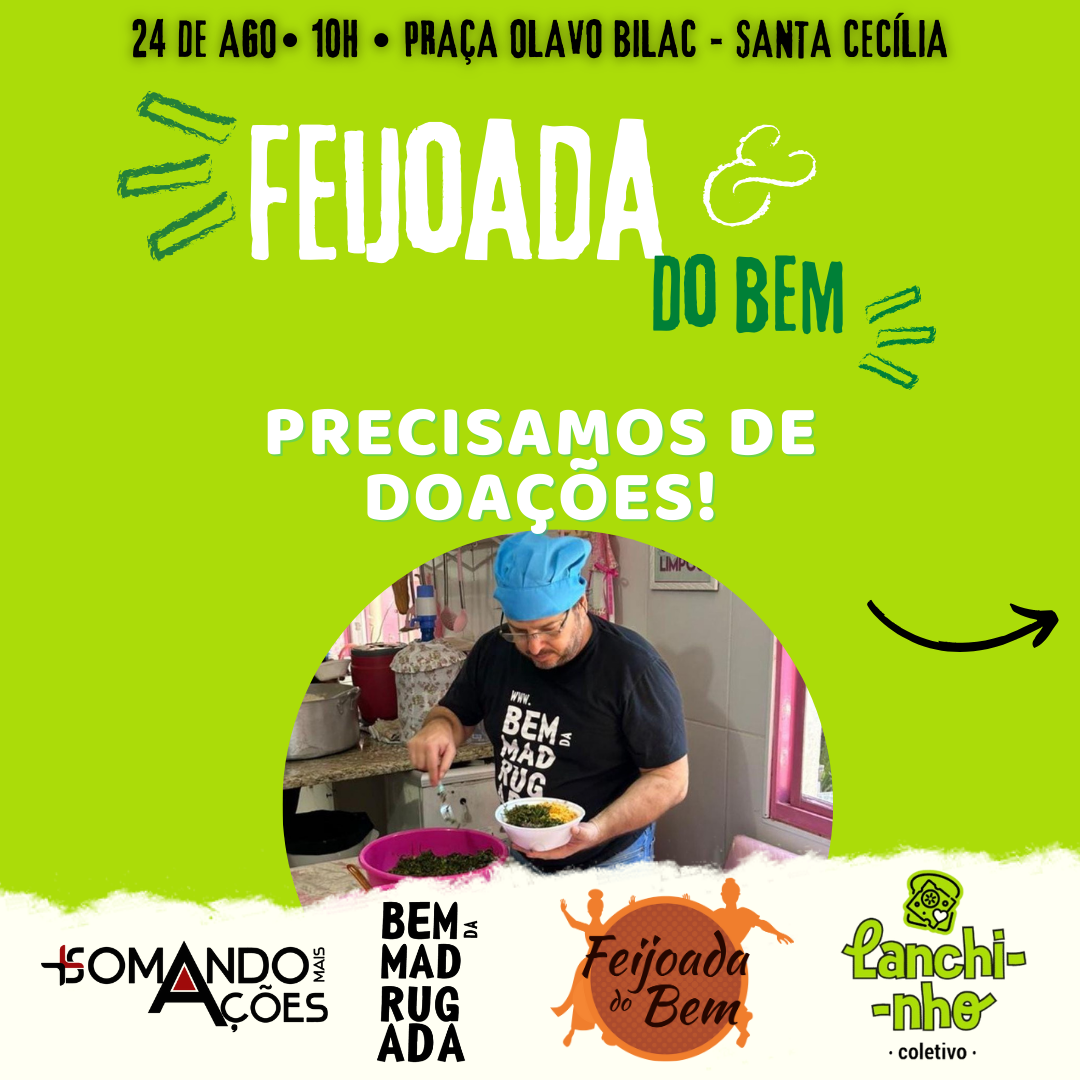 24 DE AGO• 10H • PRAÇA OLAVO BILAC - SANTA CECÍLIA
FEIJOADA &
DO BEM
PRECISAMOS DE
DOAÇÕES!
WWW.
BEM DA
MAD
RUG
+SOMANDO MAIS
AÇÕES
BEM DA
MAD
RUG
ADA
Feijoada
do Bem
Lanchi-
-nho
· coletivo ·